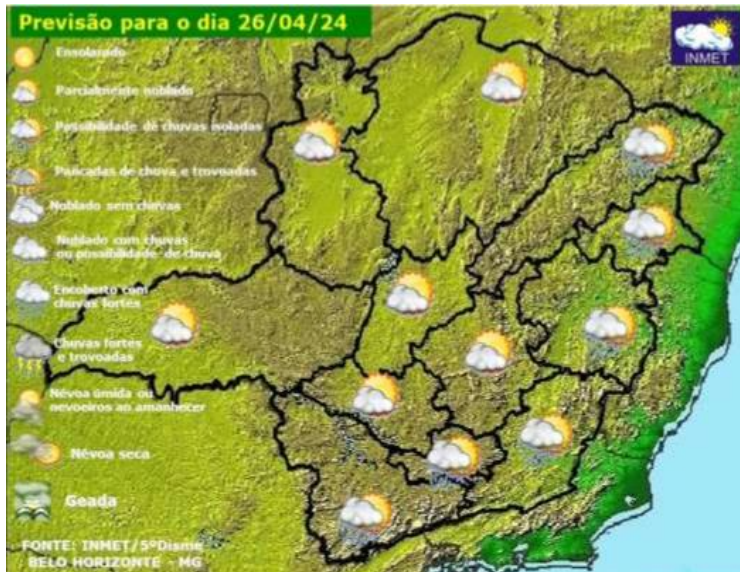 Previsão para o dia 26/04/24
INMET
Ensolarado
Parcialmente noblado
Possibilidade de chuvas isoladas
Pancadas de chuva e trovoadas
Noblado sem chuvas
Nublado com chuvas
ou possibilidade de chuva
Encoberto com
chuvas fortes
Chuvas fortes
e trovoadas
Névoa úmida ou
nevoeiros ao amanhecer
Névoa seca
Geada
FONTE: INMET/5ºDisme
BELO HORIZONTE - MG